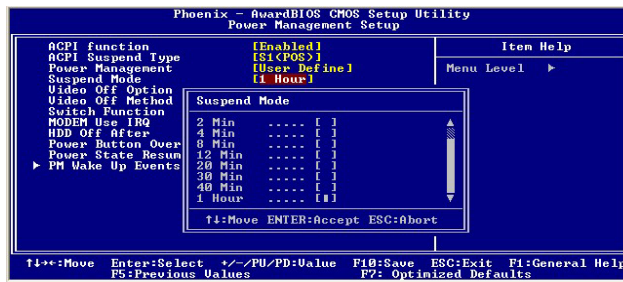 Phoenix - AwardBIOS CMOS Setup Utility
Power Management Setup
ACPI function [Enabled]
ACPI Suspend Type [S1(POS)]
Power Management [User Define]
Suspend Mode [1 Hour]
Video Off Option
Video Off Method
Switch Function
MODEM Use IRQ
HDD Off After
Power Button Over
Power State Resum
► PM Wake Up Events
Item Help
Menu Level ►
Suspend Mode
2 Min ..... [ ]
4 Min ..... [ ]
8 Min ..... [ ]
12 Min ..... [ ]
20 Min ..... [ ]
30 Min ..... [ ]
40 Min ..... [ ]
1 Hour ..... [▪]
↑↓:Move ENTER:Accept ESC:Abort
↑↓→←:Move Enter:Select +/-/PU/PD:Value F10:Save ESC:Exit F1:General Help
F5:Previous Values F7: Optimized Defaults